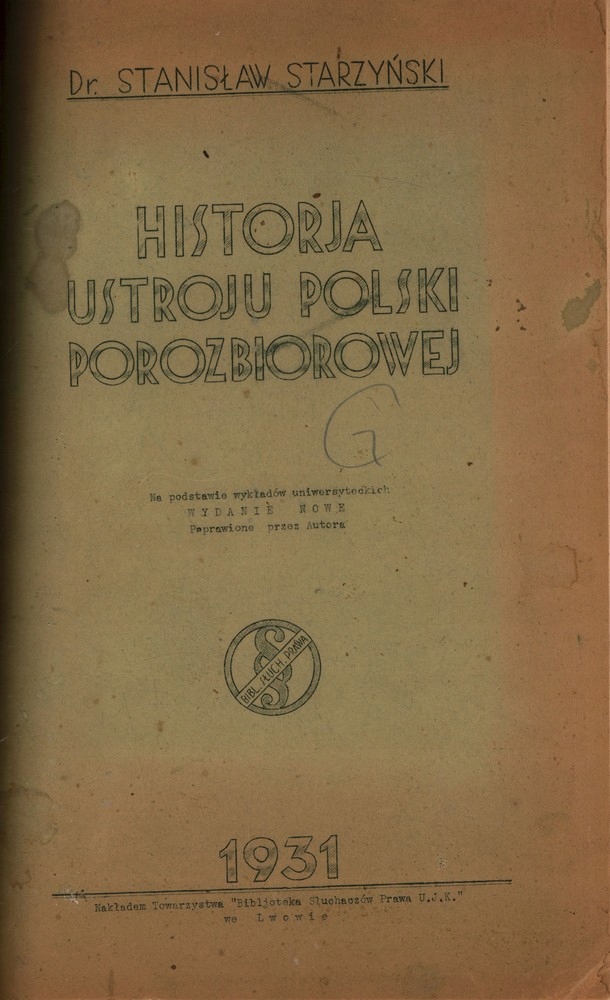 Dr. STANISŁAW STARZYŃSKI
HISTORJA
USTROJU POLSKI
POROZBIOROWEJ
G
Na podstawie wykładów uniwersyteckich
WYDANIE NOWE
Poprawione przez Autora
BIBL. SŁUCH. PRAWA
1931
Nakładem Towarzystwa "Bibljoteka Słuchaczów Prawa U.J.K."
we Lwowie